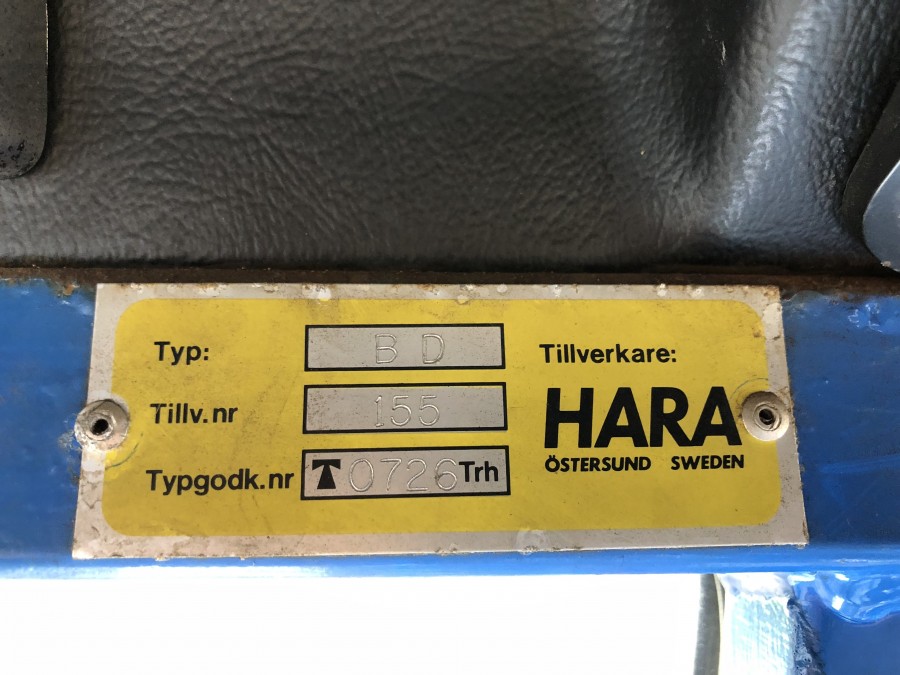 Typ: B D
Tillv.nr 155
Typgodk.nr T 0726 Trh
Tillverkare:
HARA
ÖSTERSUND SWEDEN